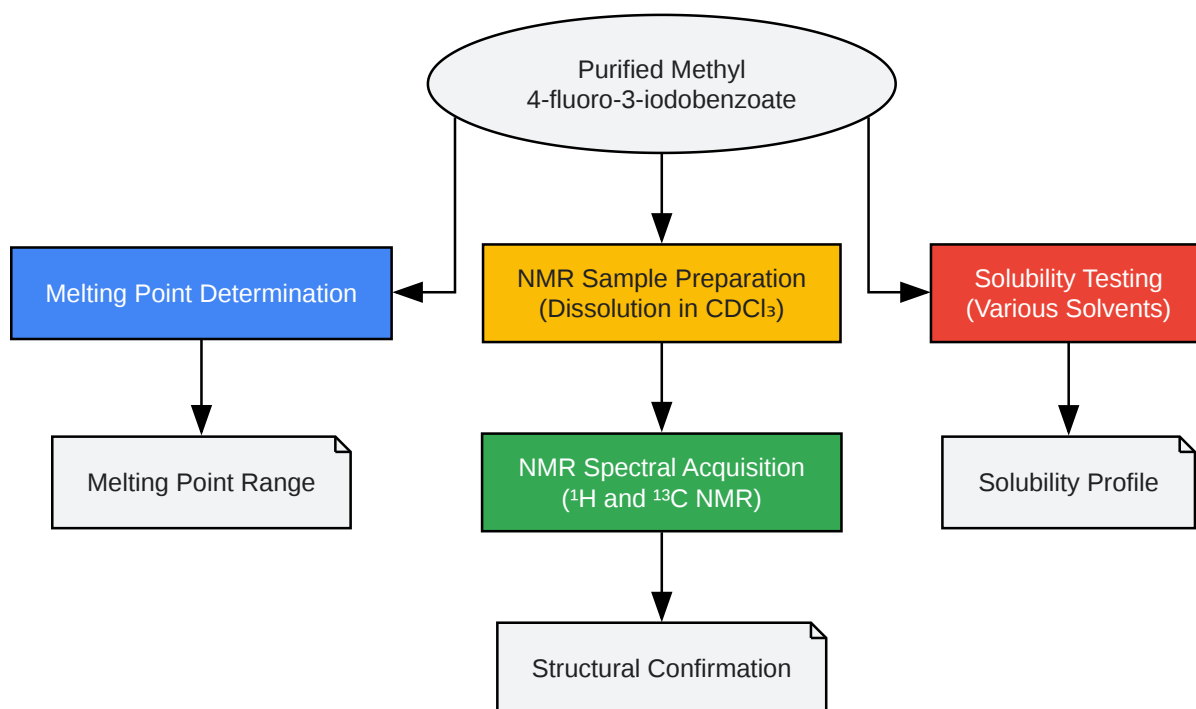 Purified Methyl
4-fluoro-3-iodobenzoate
Melting Point Determination
NMR Sample Preparation
(Dissolution in CDCl₃)
Solubility Testing
(Various Solvents)
Melting Point Range
NMR Spectral Acquisition
(¹H and ¹³C NMR)
Solubility Profile
Structural Confirmation